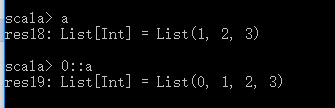 scala> a
res18: List[Int] = List(1, 2, 3)
scala> 0::a
res19: List[Int] = List(0, 1, 2, 3)